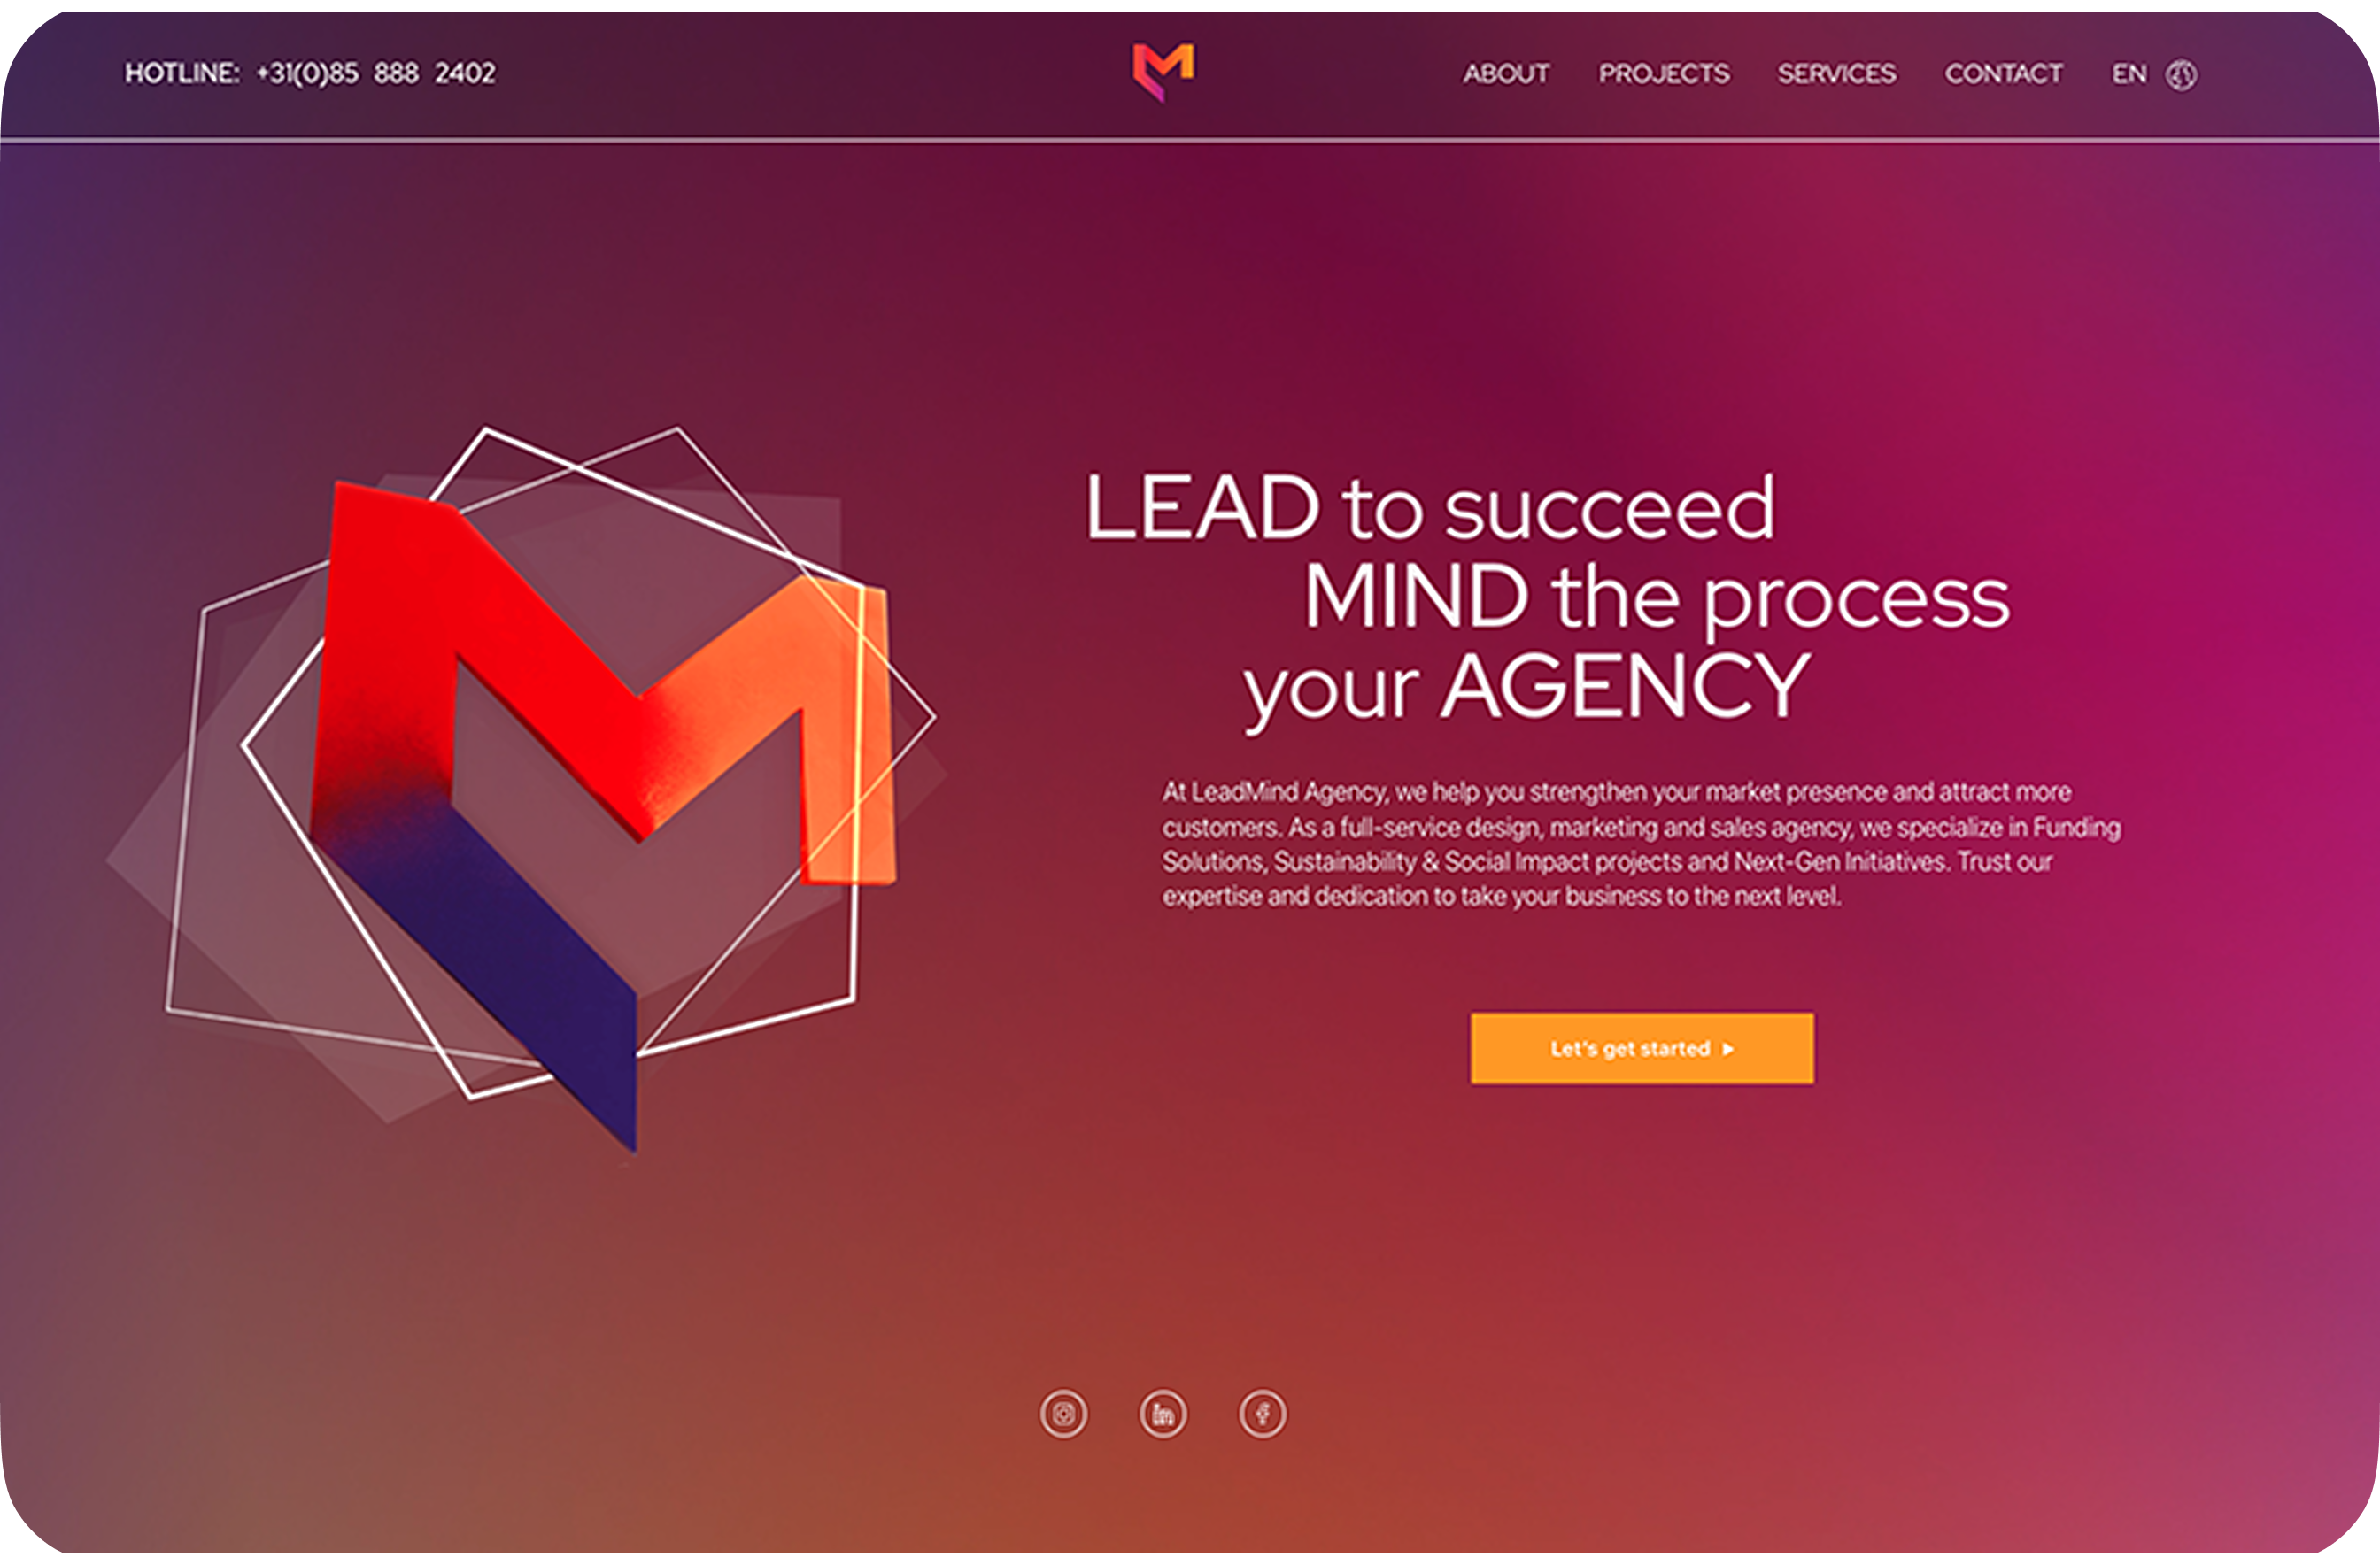 HOTLINE: +31(0)85 888 2402
ABOUT PROJECTS SERVICES CONTACT EN
LEAD to succeed
MIND the process
your AGENCY
At LeadMind Agency, we help you strengthen your market presence and attract more
customers. As a full-service design, marketing and sales agency, we specialize in Funding
Solutions, Sustainability & Social Impact projects and Next-Gen Initiatives. Trust our
expertise and dedication to take your business to the next level.
Let's get started